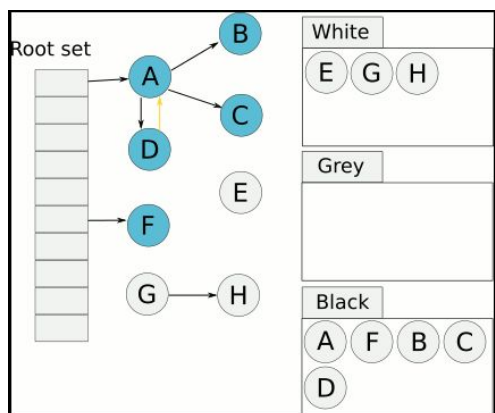 Root set
A
B
C
D
E
F
G H
White
E G H
Grey
Black
A F B C
D